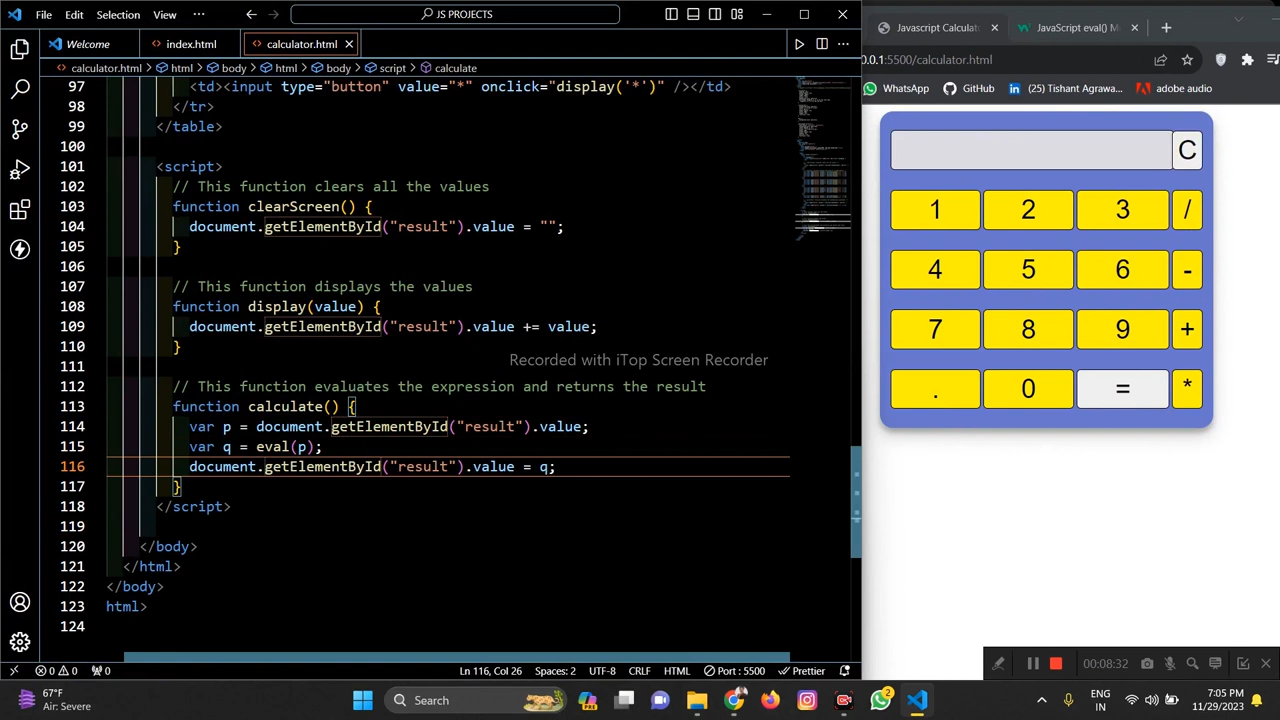 File Edit Selection View ··· JS PROJECTS
Welcome index.html calculator.html
calculator.html html body html body script calculate
97 <td><input type="button" value="*" onclick="display('*')" /></td>
98 </tr>
99 </table>
100
101 <script>
102 // This function clears all the values
103 function clearScreen() {
104 document.getElementById("result").value = "";
105 }
106
107 // This function displays the values
108 function display(value) {
109 document.getElementById("result").value += value;
110 }
111
112 // This function evaluates the expression and returns the result
113 function calculate() {
114 var p = document.getElementById("result").value;
115 var q = eval(p);
116 document.getElementById("result").value = q;
117 }
118 </script>
119
120 </body>
121 </html>
122 </body>
123 html>
124
Recorded with iTop Screen Recorder
0 0 0 Ln 116, Col 26 Spaces: 2 UTF-8 CRLF HTML Port : 5500 Prettier
Javascript Calculato JavaScript eval() M
0.0.1:5500/calculator.html
WhatsApp GitHub (25) Tishant Agrawa... adobe audio
C
1 2 3 /
4 5 6 -
7 8 9 +
. 0 = *
00:08:32
67°F
Air: Severe
Search
PRE
2
ENG
IN
7:05 PM
11/29/2023